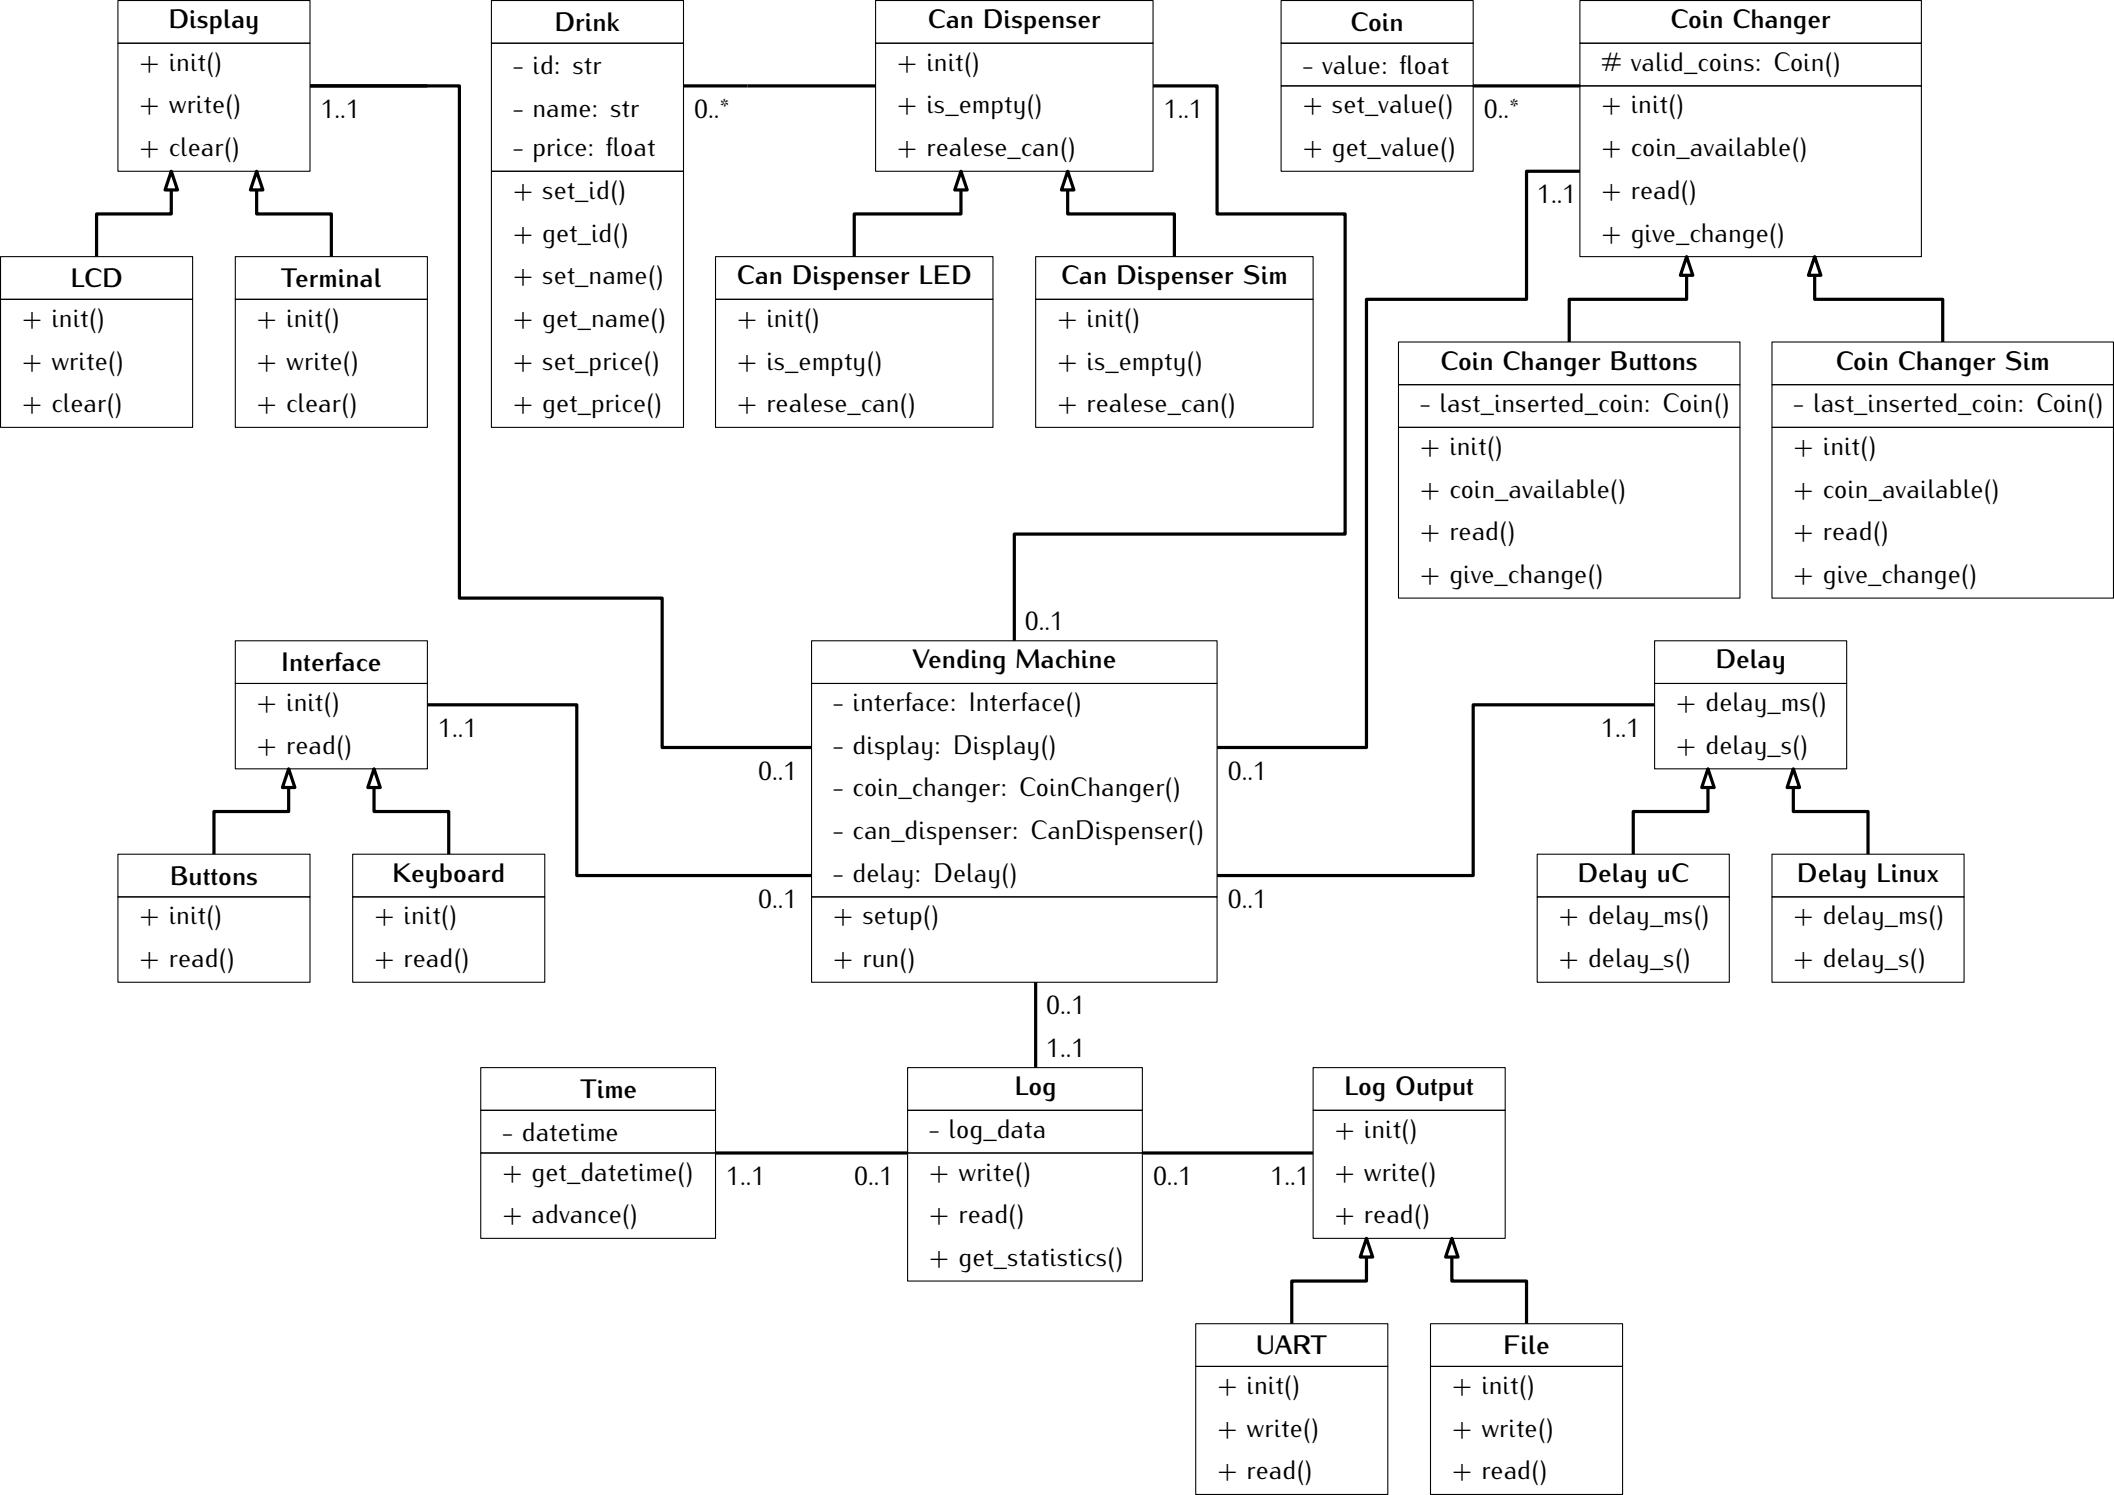 Display
+ init()
+ write()
+ clear()
1..1
LCD
+ init()
+ write()
+ clear()
Terminal
+ init()
+ write()
+ clear()
Drink
- id: str
- name: str
- price: float
+ set_id()
+ get_id()
+ set_name()
+ get_name()
+ set_price()
+ get_price()
0..*
Can Dispenser
+ init()
+ is_empty()
+ realese_can()
1..1
Can Dispenser LED
+ init()
+ is_empty()
+ realese_can()
Can Dispenser Sim
+ init()
+ is_empty()
+ realese_can()
Coin
- value: float
+ set_value()
+ get_value()
0..*
Coin Changer
# valid_coins: Coin()
+ init()
+ coin_available()
+ read()
+ give_change()
1..1
Coin Changer Buttons
- last_inserted_coin: Coin()
+ init()
+ coin_available()
+ read()
+ give_change()
Coin Changer Sim
- last_inserted_coin: Coin()
+ init()
+ coin_available()
+ read()
+ give_change()
Interface
+ init()
+ read()
1..1
Buttons
+ init()
+ read()
Keyboard
+ init()
+ read()
0..1
Vending Machine
- interface: Interface()
- display: Display()
- coin_changer: CoinChanger()
- can_dispenser: CanDispenser()
- delay: Delay()
+ setup()
+ run()
0..1
0..1
0..1
0..1
Delay
+ delay_ms()
+ delay_s()
1..1
Delay uC
+ delay_ms()
+ delay_s()
Delay Linux
+ delay_ms()
+ delay_s()
0..1
1..1
Time
- datetime
+ get_datetime()
+ advance()
1..1
0..1
Log
- log_data
+ write()
+ read()
+ get_statistics()
0..1
1..1
Log Output
+ init()
+ write()
+ read()
UART
+ init()
+ write()
+ read()
File
+ init()
+ write()
+ read()